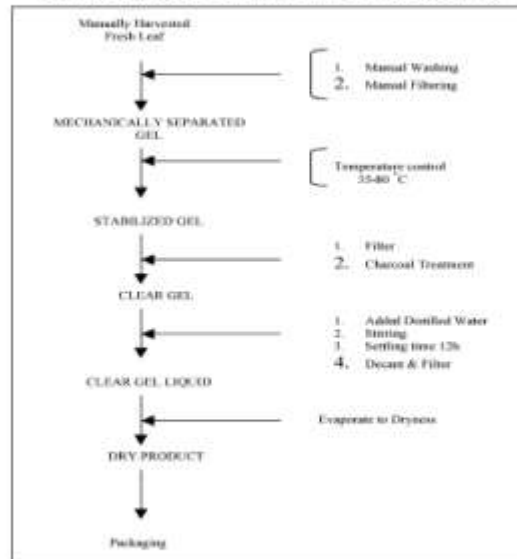 Manually Harvested
Fresh Leaf
1. Manual Washing
2. Manual Filtering
MECHANICALLY SEPARATED
GEL
Temperature control
35-80 °C
STABILIZED GEL
1. Filter
2. Charcoal Treatment
CLEAR GEL
1. Added Distilled Water
2. Stirring
3. Settling time 12h
4. Decant & Filter
CLEAR GEL LIQUID
Evaporate to Dryness
DRY PRODUCT
Packaging